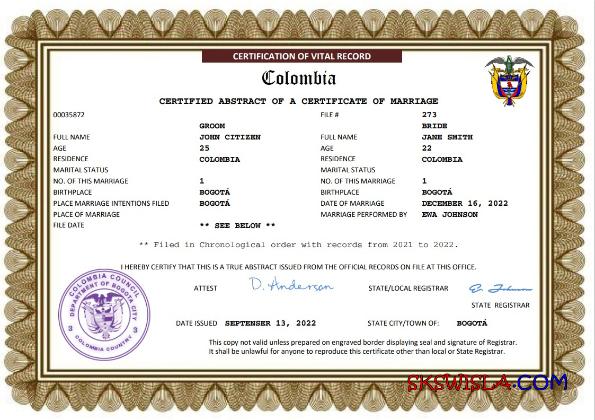 CERTIFICATION OF VITAL RECORD
Colombia
CERTIFIED ABSTRACT OF A CERTIFICATE OF MARRIAGE
00035872 FILE # 273
GROOM BRIDE
FULL NAME JOHN CITIZEN FULL NAME JANE SMITH
AGE 25 AGE 22
RESIDENCE COLOMBIA RESIDENCE COLOMBIA
MARITAL STATUS MARITAL STATUS
NO. OF THIS MARRIAGE 1 NO. OF THIS MARRIAGE 1
BIRTHPLACE BOGOTÁ BIRTHPLACE BOGOTÁ
PLACE MARRIAGE INTENTIONS FILED BOGOTÁ DATE OF MARRIAGE DECEMBER 16, 2022
PLACE OF MARRIAGE MARRIAGE PERFORMED BY EWA JOHNSON
FILE DATE ** SEE BELOW **
** Filed in Chronological order with records from 2021 to 2022.
I HEREBY CERTIFY THAT THIS IS A TRUE ABSTRACT ISSUED FROM THE OFFICIAL RECORDS ON FILE AT THIS OFFICE.
COLOMBIA COUNCIL
DEPARTMENT OF BOGOTA CITY
COLOMBIA COUNTRY
ATTEST D. Anderson STATE/LOCAL REGISTRAR
STATE REGISTRAR
DATE ISSUED SEPTENSER 13, 2022 STATE CITY/TOWN OF: BOGOTÁ
This copy not valid unless prepared on engraved border displaying seal and signature of Registrar.
It shall be unlawful for anyone to reproduce this certificate other than local or State Registrar.
SKSWISLA.COM